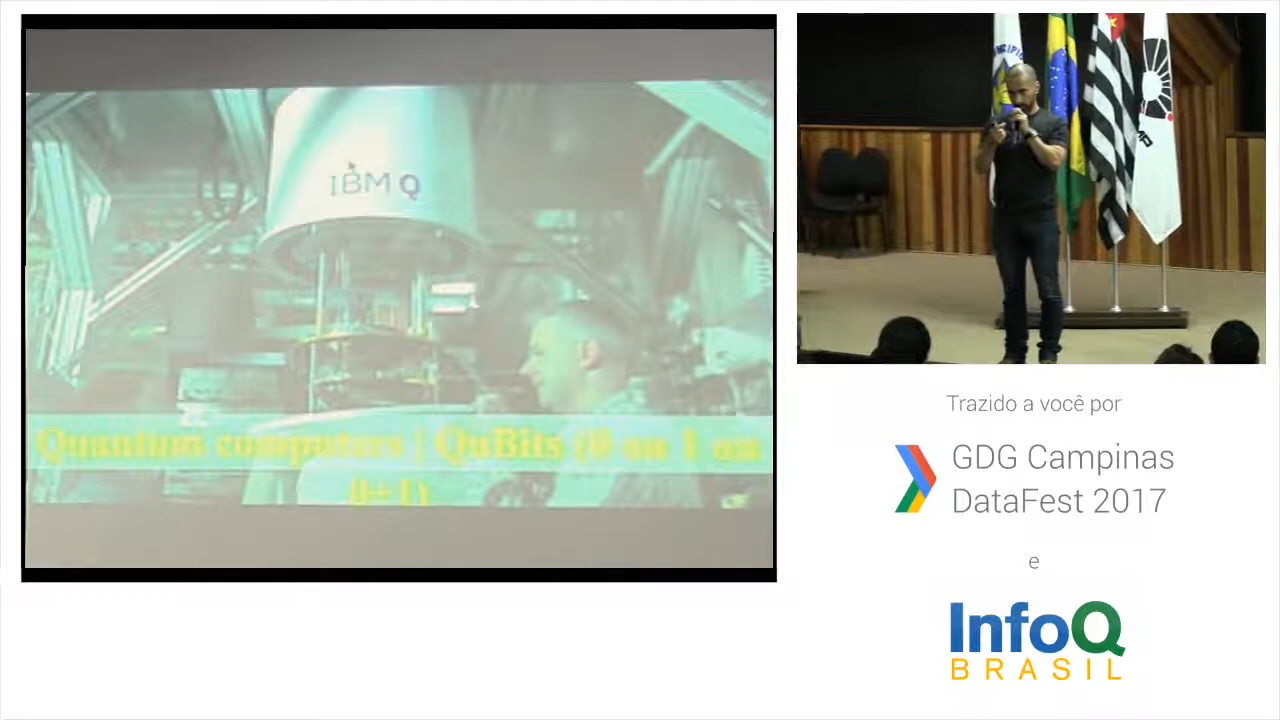 IBM Q
Quantum computers | QuBits (0 ou 1 ou
0+1)
Trazido a você por
GDG Campinas
DataFest 2017
e
InfoQ
BRASIL